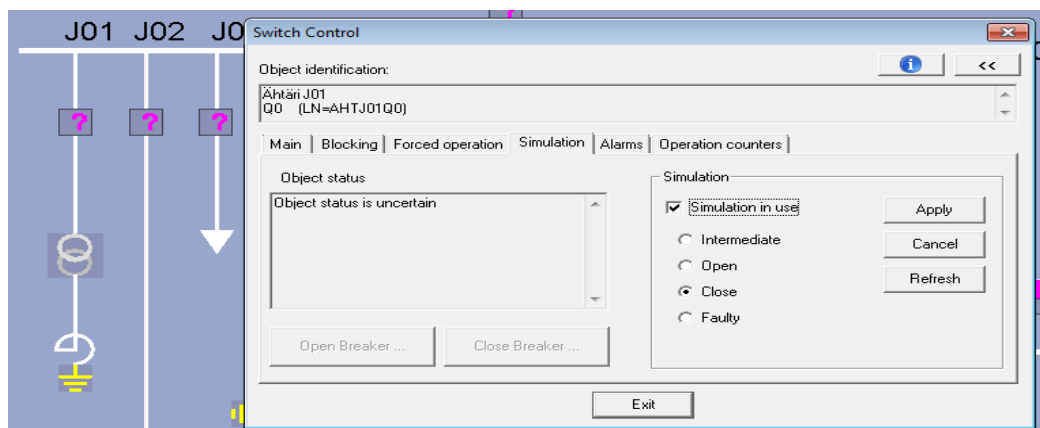 J01 J02 J0
?
Switch Control
Object identification:
i <<
Ähtäri J01
Q0 (LN=AHTJ01Q0)
? ? ?
Main Blocking Forced operation Simulation Alarms Operation counters
Object status
Object status is uncertain
Simulation
Simulation in use
Apply
Intermediate
Cancel
Open
Refresh
Close
Faulty
Open Breaker ...
Close Breaker ...
Exit